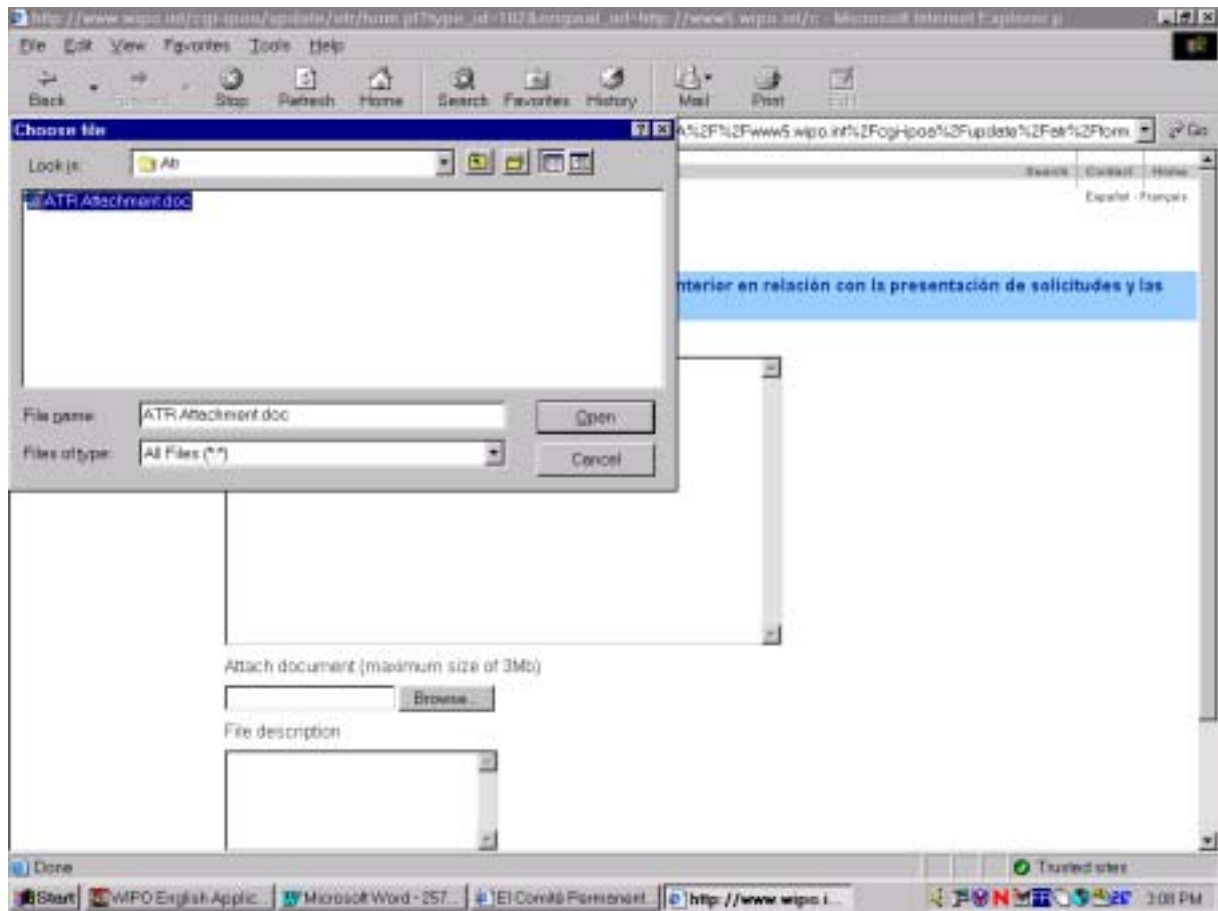 File Edit View Favorites Tools Help
Back Stop Refresh Home Search Favorites History Mail Print
Choose file
Go
Look in:
Search Contact Home
Español - Français
ATR Attachment.doc
nterior en relación con la presentación de solicitudes y las
File name: ATR Attachment.doc Open
Files of type: All Files (*.*) Cancel
Attach document (maximum size of 3Mb)
Browse...
File description
Done Trusted sites
Start WIPO English Applic... Microsoft Word - 257... El Comité Permanent... http://www.wipo.i... 3:08 PM